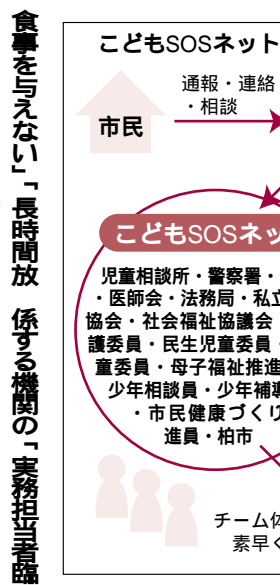 食事を与えない」「長時間放
係する機関の「実務担当者臨
こどもSOSネット
通報・連絡
・相談
市民
こどもSOSネッ
児童相談所・警察署・
・医師会・法務局・私立
協会・社会福祉協議会
護委員・民生児童委員・
童委員・母子福祉推進
少年相談員・少年補導
・市民健康づくり
進員・柏市
チーム体
素早く